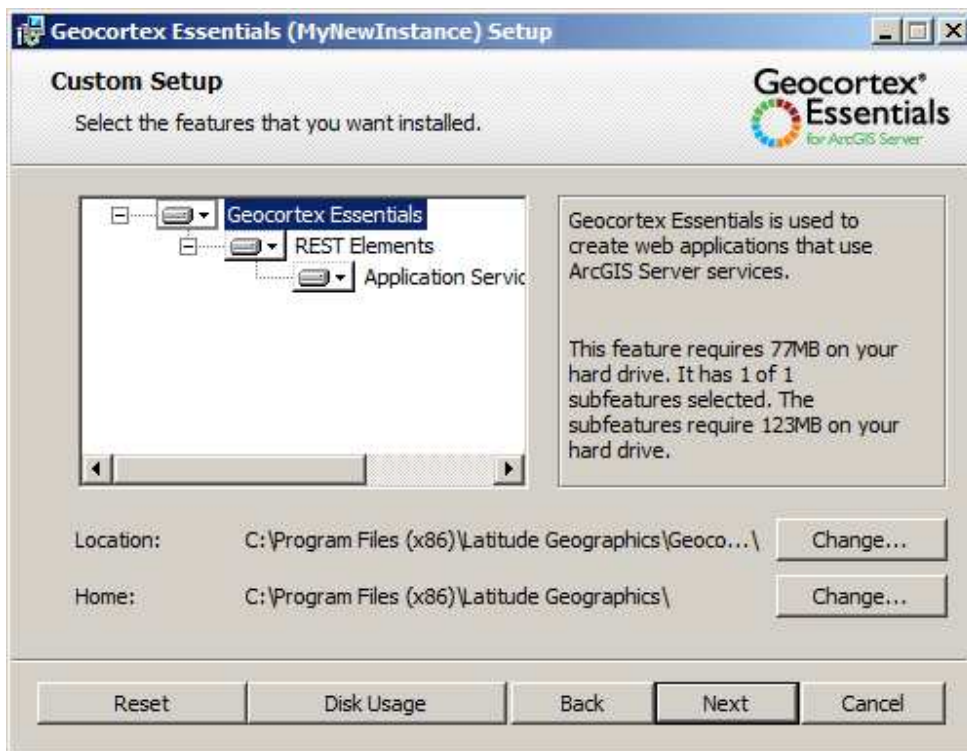 Geocortex Essentials (MyNewInstance) Setup
Custom Setup
Select the features that you want installed.
Geocortex®
Essentials
for ArcGIS Server
Geocortex Essentials
REST Elements
Application Servic
Geocortex Essentials is used to
create web applications that use
ArcGIS Server services.
This feature requires 77MB on your
hard drive. It has 1 of 1
subfeatures selected. The
subfeatures require 123MB on your
hard drive.
Location: C:\Program Files (x86)\Latitude Geographics\Geoco...\ Change...
Home: C:\Program Files (x86)\Latitude Geographics\ Change...
Reset Disk Usage Back Next Cancel